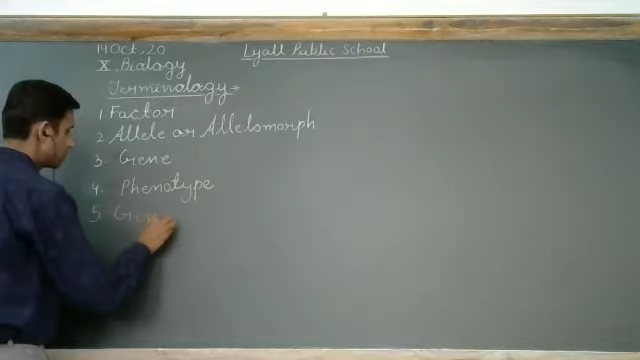 14 Oct, 20
Lyall Public School
X. Biology
Terminology →
1 Factor
2 Allele or Allelomorph
3. Gene
4. Phenotype
5. Gen